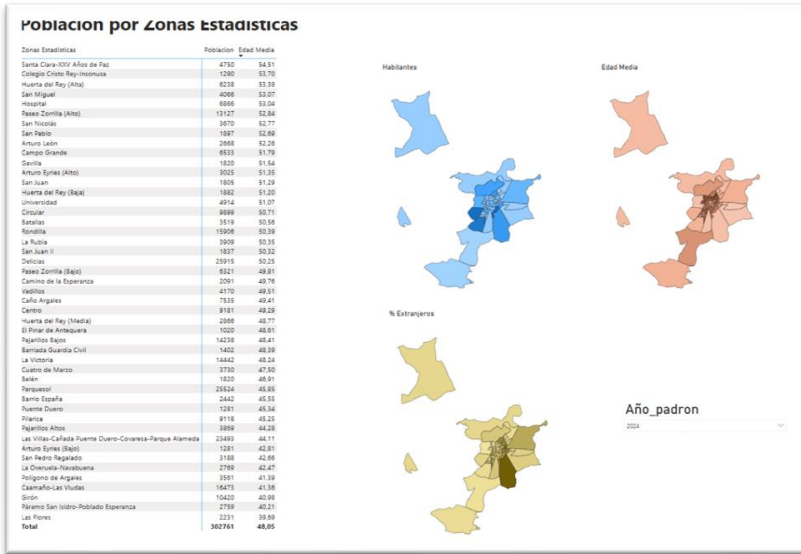 Población por Zonas Estadísticas
Zonas Estadísticas Poblacion Edad Media
Santa Clara-XXV Años de Paz 4750 54,51
Colegio Cristo Rey-Insonusa 1290 53,70
Huerta del Rey (Alta) 6238 53,39
San Miguel 4066 53,07
Hospital 6866 53,04
Paseo Zorrilla (Alto) 13127 52,84
San Nicolás 3670 52,77
San Pablo 1897 52,69
Arturo León 2668 52,26
Campo Grande 6533 51,79
Gavilla 1820 51,54
Arturo Eyries (Alto) 3025 51,35
San Juan 1805 51,29
Huerta del Rey (Baja) 1882 51,20
Universidad 4914 51,07
Circular 9899 50,71
Batallas 3519 50,56
Rondilla 15906 50,39
La Rubia 3909 50,35
San Juan II 1837 50,32
Delicias 25915 50,25
Paseo Zorrilla (Bajo) 6321 49,81
Camino de la Esperanza 2091 49,76
Vadillos 4170 49,51
Caño Argales 7535 49,41
Centro 9181 49,29
Huerta del Rey (Media) 2866 48,77
El Pinar de Antequera 1020 48,61
Pajarillos Bajos 14238 48,41
Barriada Guardia Civil 1402 48,39
La Victoria 14442 48,24
Cuatro de Marzo 3730 47,50
Belén 1820 46,91
Parquesol 25524 45,95
Barrio España 2442 45,55
Puente Duero 1281 45,34
Pilarica 9118 45,25
Pajarillos Altos 3869 44,28
Las Villas-Cañada Puente Duero-Covaresa-Parque Alameda 23493 44,11
Arturo Eyries (Bajo) 1281 42,81
San Pedro Regalado 3188 42,66
La Overuela-Navabuena 2769 42,47
Polígono de Argales 3561 41,39
Caamaño-Las Viudas 16473 41,36
Girón 10420 40,98
Páramo San Isidro-Poblado Esperanza 2759 40,21
Las Flores 2231 39,69
Total 302761 48,05
Habitantes
Edad Media
% Extranjeros
Año_padron
2024